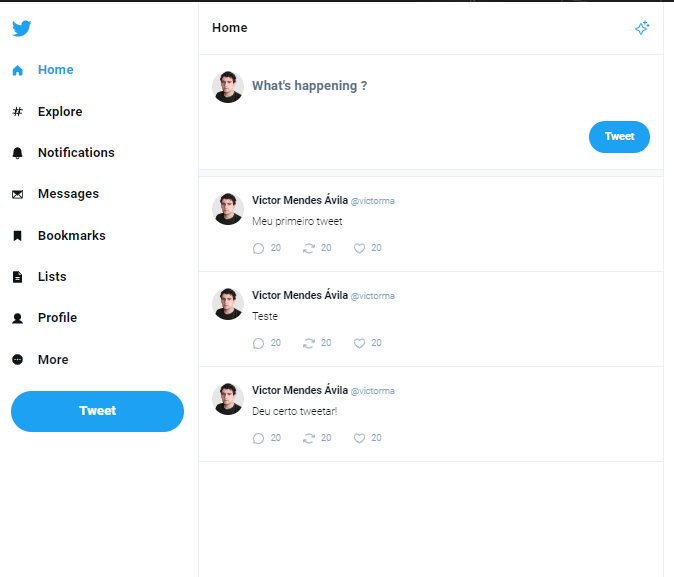 Home
Explore
Notifications
Messages
Bookmarks
Lists
Profile
More
Tweet
Home
What's happening ?
Tweet
Victor Mendes Ávila @victorma
Meu primeiro tweet
20 20 20
Victor Mendes Ávila @victorma
Teste
20 20 20
Victor Mendes Ávila @victorma
Deu certo tweetar!
20 20 20